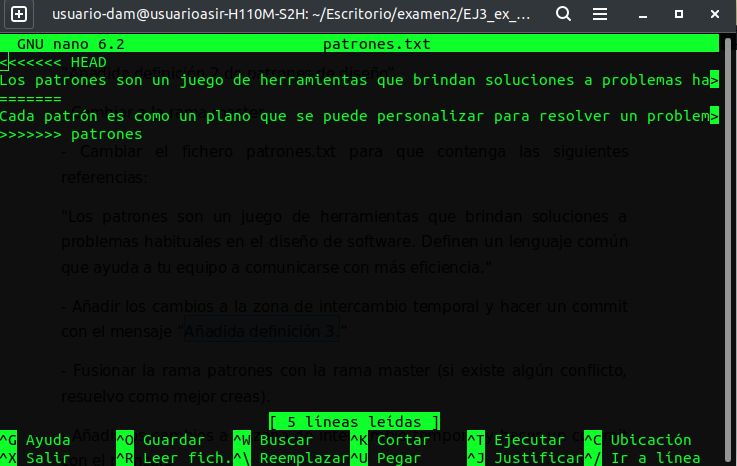 usuario-dam@usuarioasir-H110M-S2H: ~/Escritorio/examen2/EJ3_ex_...
GNU nano 6.2 patrones.txt
<<<<<<< HEAD
Los patrones son un juego de herramientas que brindan soluciones a problemas ha>
=======
Cada patrón es como un plano que se puede personalizar para resolver un problem>
>>>>>>> patrones
- Cambiar el fichero patrones.txt para que contenga las siguientes
referencias:
"Los patrones son un juego de herramientas que brindan soluciones a
problemas habituales en el diseño de software. Definen un lenguaje común
que ayuda a tu equipo a comunicarse con más eficiencia."
- Añadir los cambios a la zona de intercambio temporal y hacer un commit
con el mensaje "Añadida definición 3."
- Fusionar la rama patrones con la rama master (si existe algún conflicto,
resuelvo como mejor creas).
[ 5 líneas leídas ]
^G Ayuda ^O Guardar ^W Buscar ^K Cortar ^T Ejecutar ^C Ubicación
^X Salir ^R Leer fich. ^\ Reemplazar ^U Pegar ^J Justificar ^/ Ir a línea